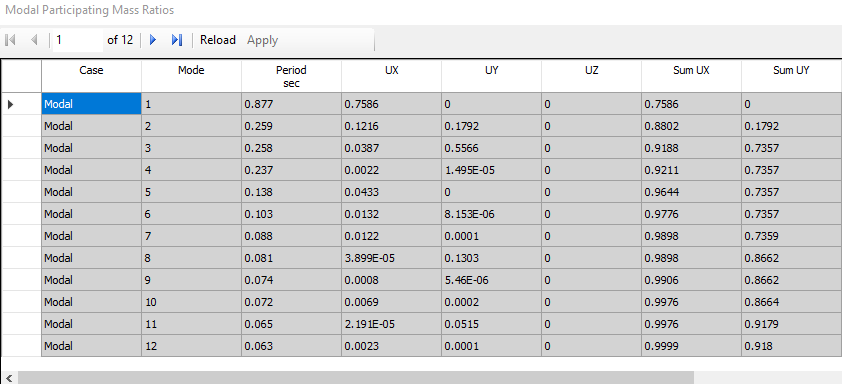 Modal Participating Mass Ratios
1 of 12 Reload Apply
Case Mode Period sec UX UY UZ Sum UX Sum UY
Modal 1 0.877 0.7586 0 0 0.7586 0
Modal 2 0.259 0.1216 0.1792 0 0.8802 0.1792
Modal 3 0.258 0.0387 0.5566 0 0.9188 0.7357
Modal 4 0.237 0.0022 1.495E-05 0 0.9211 0.7357
Modal 5 0.138 0.0433 0 0 0.9644 0.7357
Modal 6 0.103 0.0132 8.153E-06 0 0.9776 0.7357
Modal 7 0.088 0.0122 0.0001 0 0.9898 0.7359
Modal 8 0.081 3.899E-05 0.1303 0 0.9898 0.8662
Modal 9 0.074 0.0008 5.46E-06 0 0.9906 0.8662
Modal 10 0.072 0.0069 0.0002 0 0.9976 0.8664
Modal 11 0.065 2.191E-05 0.0515 0 0.9976 0.9179
Modal 12 0.063 0.0023 0.0001 0 0.9999 0.918